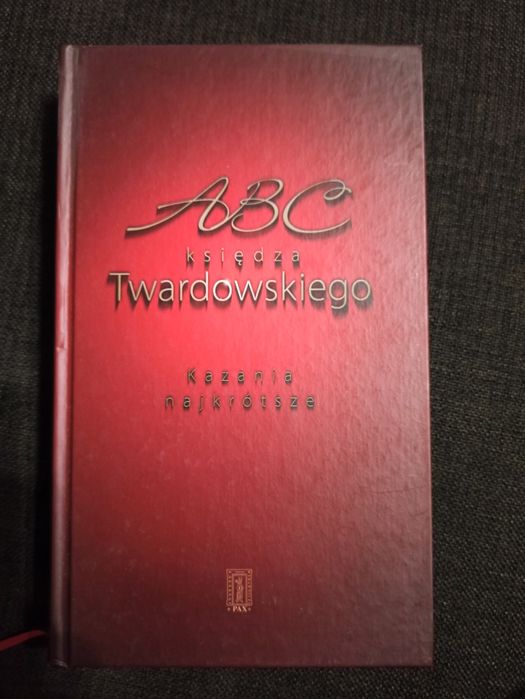 ABC
księdza
Twardowskiego
Kazania
najkrótsze
PAX